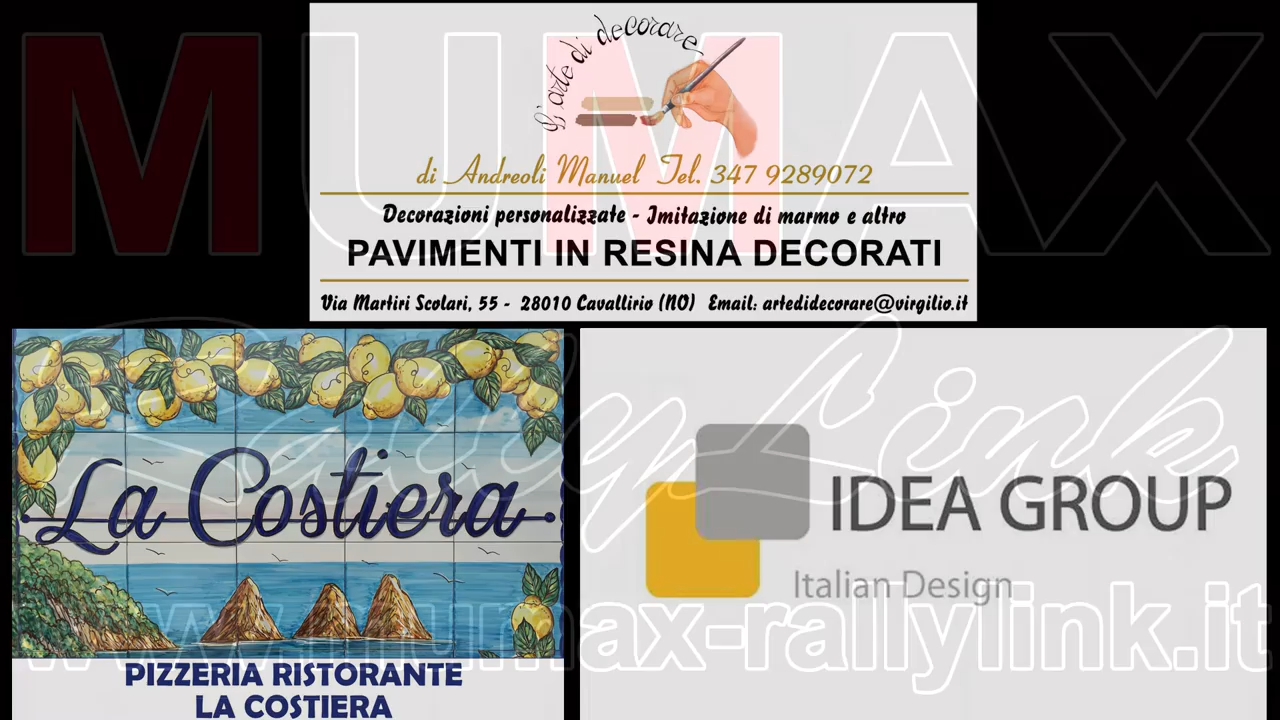 MUMAX
L'arte di decorare
di Andreoli Manuel Tel. 347 9289072
Decorazioni personalizzate - Imitazione di marmo e altro
PAVIMENTI IN RESINA DECORATI
Via Martiri Scolari, 55 - 28010 Cavallirio (NO) Email: artedidecorare@virgilio.it
Rally Link
La Costiera
IDEA GROUP
Italian Design
www.mumax-rallylink.it
PIZZERIA RISTORANTE
LA COSTIERA